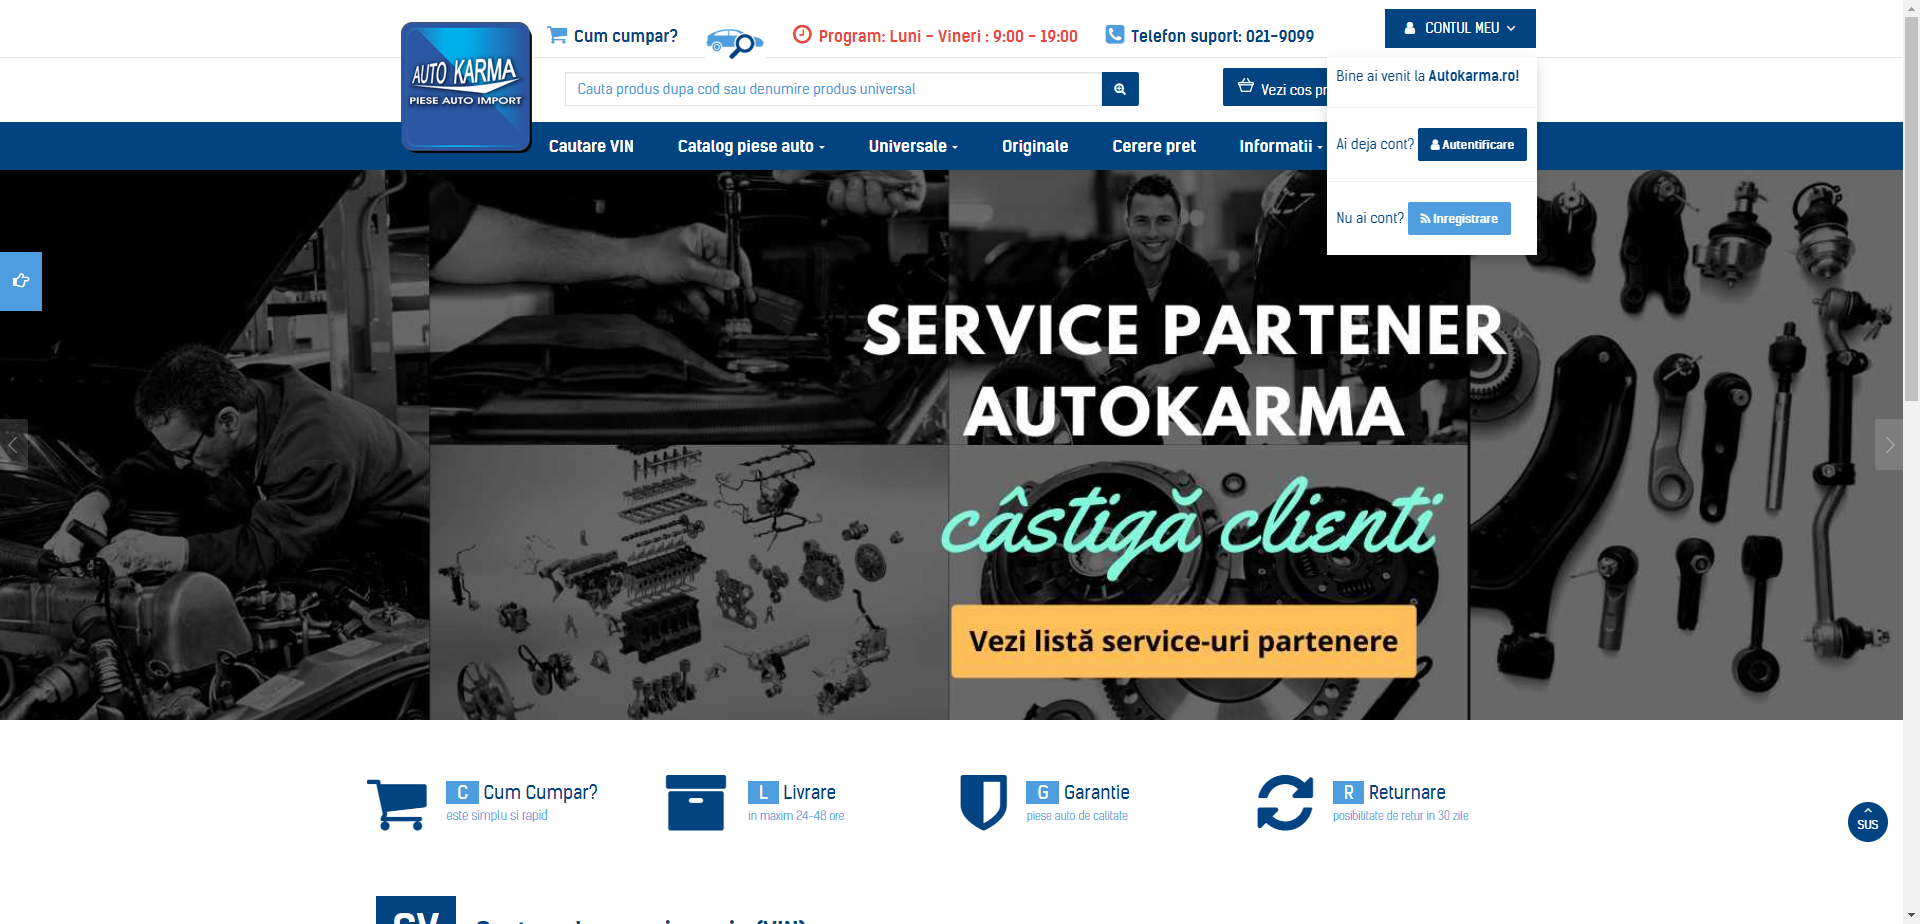 Cum cumpar?
Program: Luni - Vineri : 9:00 - 19:00
Telefon suport: 021-9099
CONTUL MEU
AUTO KARMA
PIESE AUTO IMPORT
Cauta produs dupa cod sau denumire produs universal
Vezi cos pr
Bine ai venit la Autokarma.ro!
Ai deja cont? Autentificare
Nu ai cont? Inregistrare
Cautare VIN
Catalog piese auto
Universale
Originale
Cerere pret
Informatii
SERVICE PARTENER
AUTOKARMA
câstigă clienti
Vezi listă service-uri partenere
C Cum Cumpar?
este simplu si rapid
L Livrare
in maxim 24-48 ore
G Garantie
piese auto de calitate
R Returnare
posibilitate de retur in 30 zile
SUS